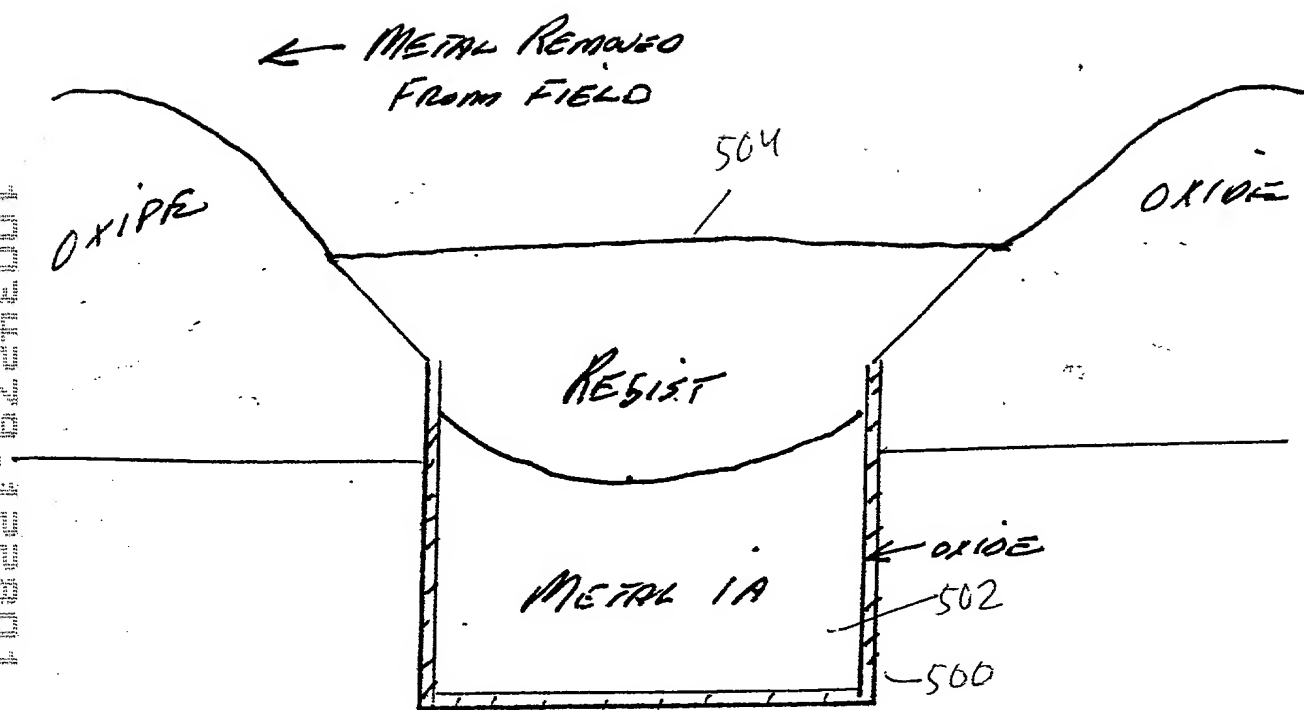 ← METAL REMOVED
FROM FIELD
504
OXIDE
OXIDE
RESIST
← OXIDE
METAL 1A
502
500